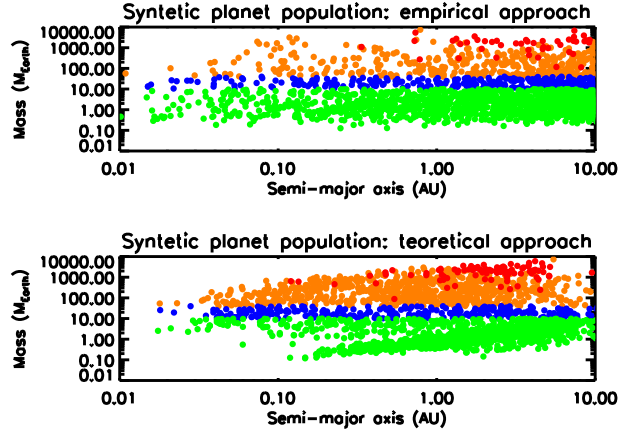 Syntetic planet population: empirical approach
Mass (M_Earth)
10000.00
1000.00
100.00
10.00
1.00
0.10
0.01
0.01 0.10 1.00 10.00
Semi-major axis (AU)
Syntetic planet population: teoretical approach
Mass (M_Earth)
10000.00
1000.00
100.00
10.00
1.00
0.10
0.01
0.01 0.10 1.00 10.00
Semi-major axis (AU)